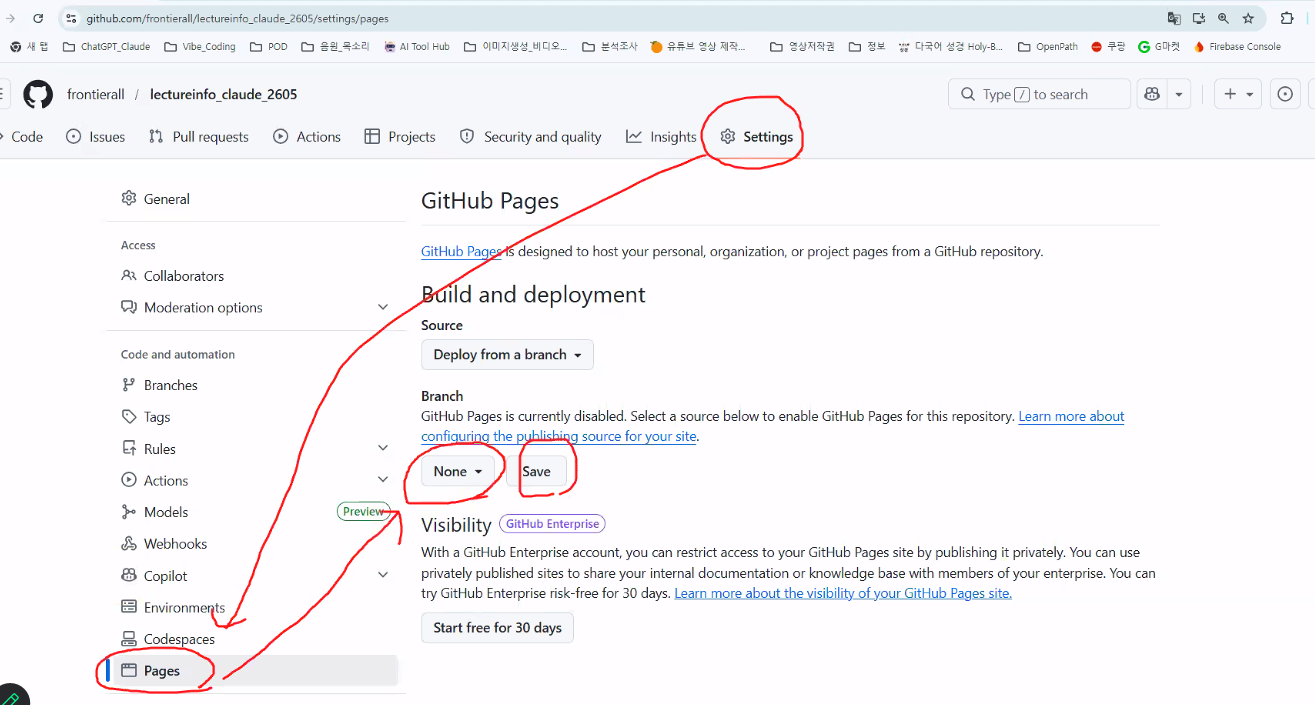 github.com/frontierall/lectureinfo_claude_2605/settings/pages
새 탭 ChatGPT_Claude Vibe_Coding POD 음원_목소리 AI Tool Hub 이미지생성_비디오... 분석조사 유튜브 영상 제작... 영상저작권 정보 다국어 성경 Holy-B... OpenPath 쿠팡 G마켓 Firebase Console
frontierall / lectureinfo_claude_2605 Type / to search
Code Issues Pull requests Actions Projects Security and quality Insights Settings
General
Access
Collaborators
Moderation options
Code and automation
Branches
Tags
Rules
Actions
Models Preview
Webhooks
Copilot
Environments
Codespaces
Pages
GitHub Pages
GitHub Pages is designed to host your personal, organization, or project pages from a GitHub repository.
Build and deployment
Source
Deploy from a branch
Branch
GitHub Pages is currently disabled. Select a source below to enable GitHub Pages for this repository. Learn more about
configuring the publishing source for your site.
None Save
Visibility GitHub Enterprise
With a GitHub Enterprise account, you can restrict access to your GitHub Pages site by publishing it privately. You can use
privately published sites to share your internal documentation or knowledge base with members of your enterprise. You can
try GitHub Enterprise risk-free for 30 days. Learn more about the visibility of your GitHub Pages site.
Start free for 30 days